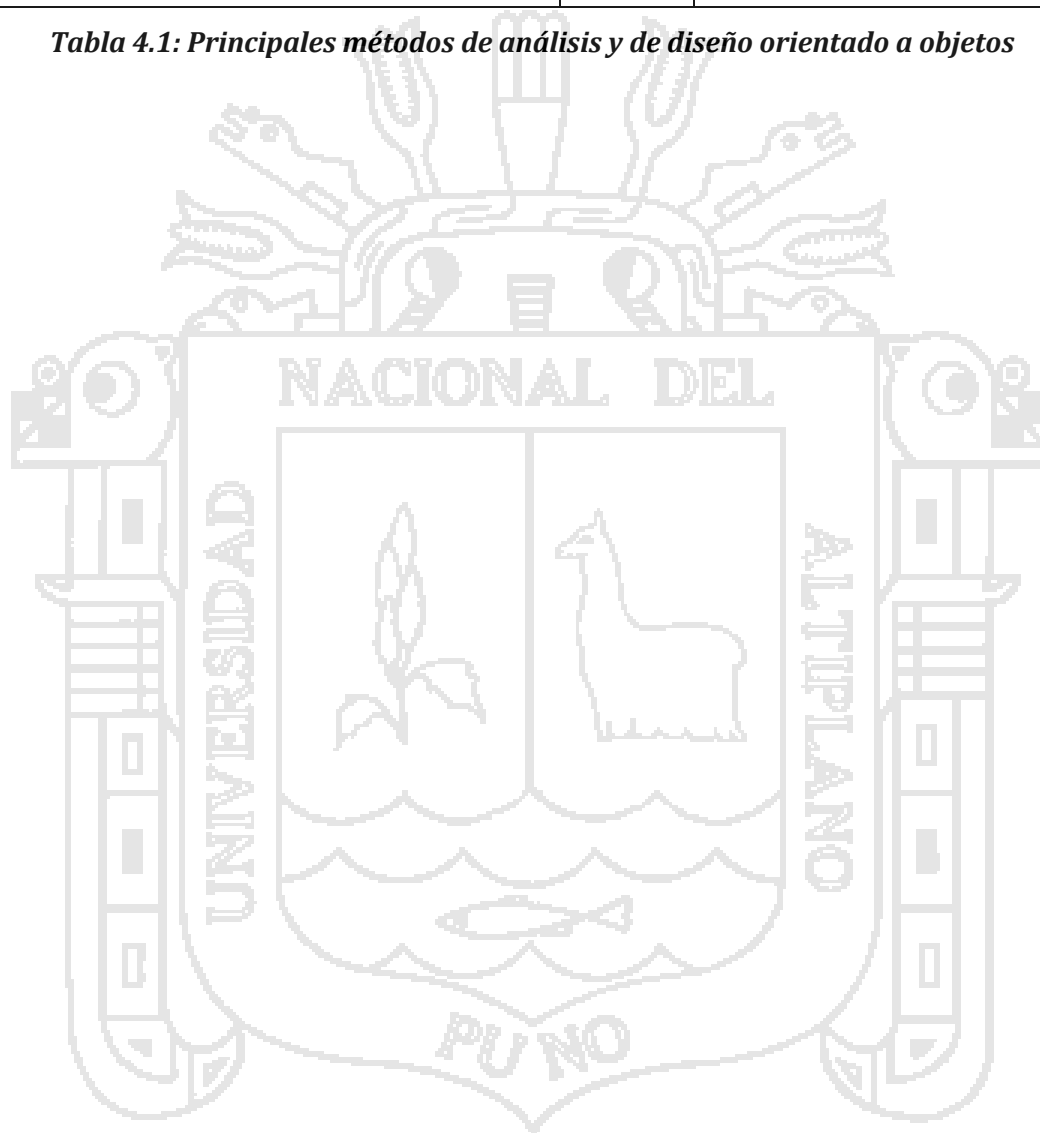 Tabla 4.1: Principales métodos de análisis y de diseño orientado a objetos
NACIONAL DEL
UNIVERSIDAD
ALTIPLANO
PUNO